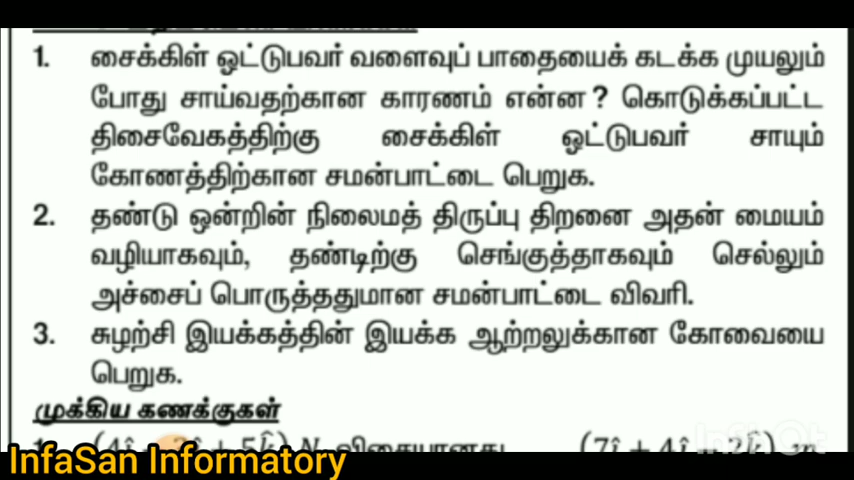 1. சைக்கிள் ஓட்டுபவர் வளைவுப் பாதையைக் கடக்க முயலும்
போது சாய்வதற்கான காரணம் என்ன? கொடுக்கப்பட்ட
திசைவேகத்திற்கு சைக்கிள் ஓட்டுபவர் சாயும்
கோணத்திற்கான சமன்பாட்டை பெறுக.
2. தண்டு ஒன்றின் நிலைமத் திருப்பு திறனை அதன் மையம்
வழியாகவும், தண்டிற்கு செங்குத்தாகவும் செல்லும்
அச்சைப் பொருத்ததுமான சமன்பாட்டை விவரி.
3. சுழற்சி இயக்கத்தின் இயக்க ஆற்றலுக்கான கோவையை
பெறுக.
முக்கிய கணக்குகள்
InfaSan Informatory